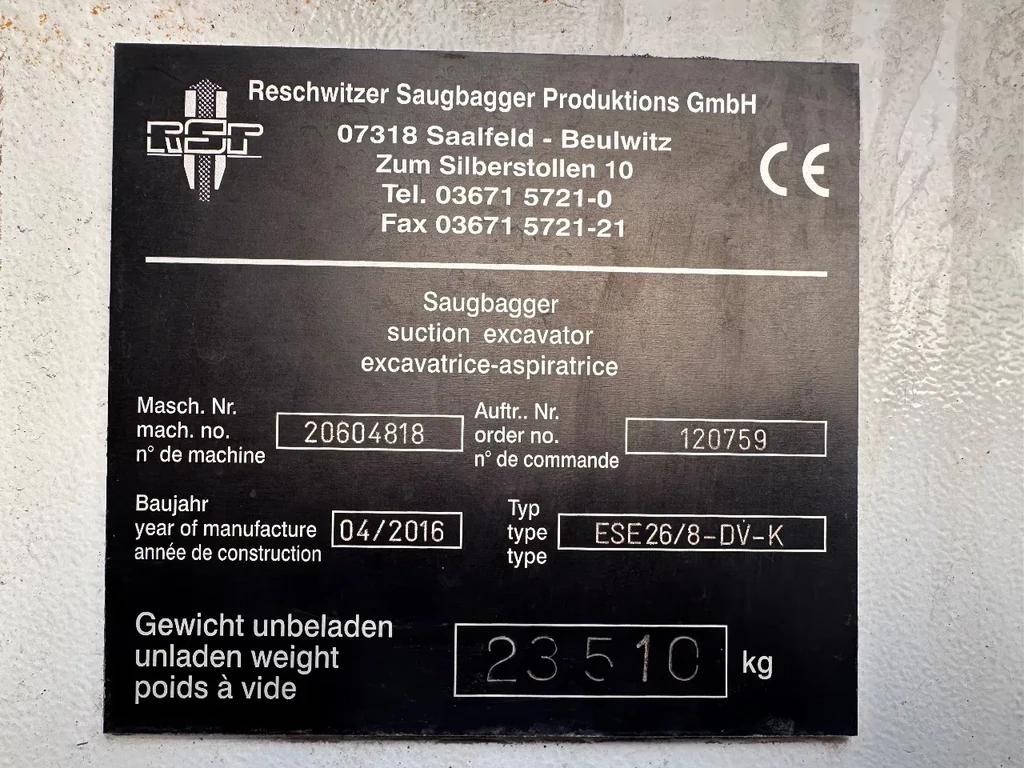 RSP
Reschwitzer Saugbagger Produktions GmbH
07318 Saalfeld - Beulwitz
Zum Silberstollen 10
Tel. 03671 5721-0
Fax 03671 5721-21
CE
Saugbagger
suction excavator
excavatrice-aspiratrice
Masch. Nr.
mach. no.
n° de machine
20604818
Auftr.. Nr.
order no.
n° de commande
120759
Baujahr
year of manufacture
année de construction
04/2016
Typ
type
type
ESE26/8-DV-K
Gewicht unbeladen
unladen weight
poids à vide
23510 kg